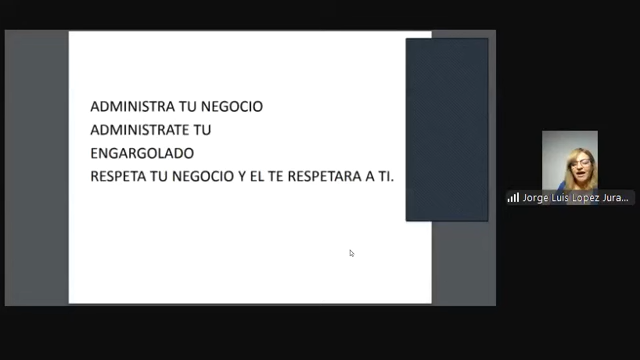 ADMINISTRA TU NEGOCIO
ADMINISTRATE TU
ENGARGOLADO
RESPETA TU NEGOCIO Y EL TE RESPETARA A TI.
Jorge Luis Lopez Jura...